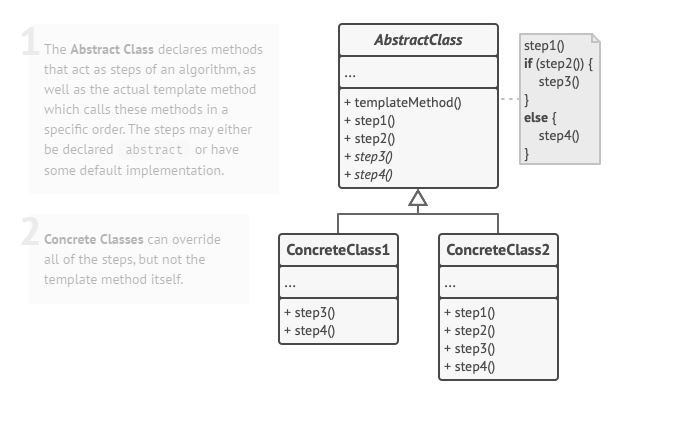 1
The Abstract Class declares methods
that act as steps of an algorithm, as
well as the actual template method
which calls these methods in a
specific order. The steps may either
be declared abstract or have
some default implementation.
2
Concrete Classes can override
all of the steps, but not the
template method itself.
AbstractClass
...
+ templateMethod()
+ step1()
+ step2()
+ step3()
+ step4()
step1()
if (step2()) {
step3()
}
else {
step4()
}
ConcreteClass1
...
+ step3()
+ step4()
ConcreteClass2
...
+ step1()
+ step2()
+ step3()
+ step4()